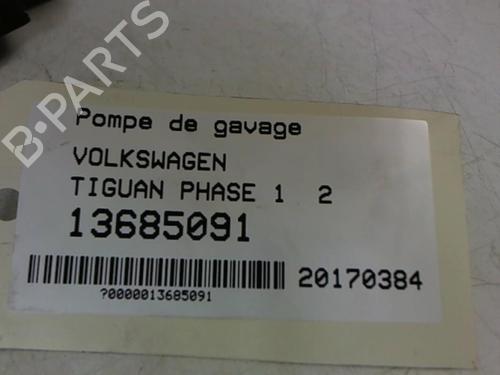 B-PARTS
Pompe de gavage
VOLKSWAGEN
TIGUAN PHASE 1 2
13685091
20170384
?0000013685091